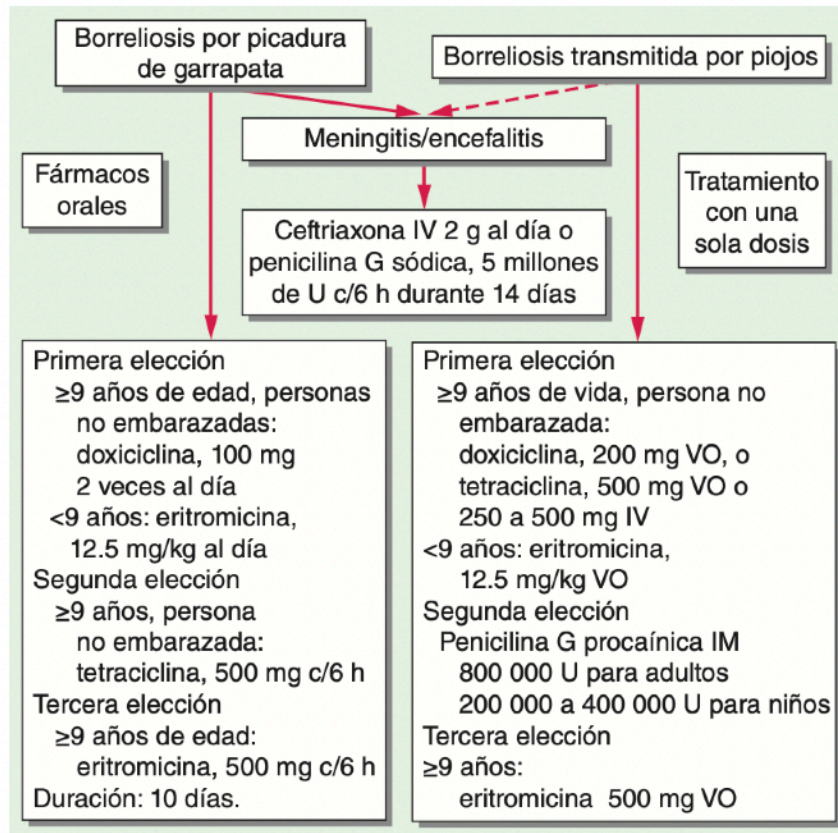 Borreliosis por picadura
de garrapata
Borreliosis transmitida por piojos
Meningitis/encefalitis
Fármacos
orales
Tratamiento
con una
sola dosis
Ceftriaxona IV 2 g al día o
penicilina G sódica, 5 millones
de U c/6 h durante 14 días
Primera elección
≥9 años de edad, personas
no embarazadas:
doxiciclina, 100 mg
2 veces al día
<9 años: eritromicina,
12.5 mg/kg al día
Segunda elección
≥9 años, persona
no embarazada:
tetraciclina, 500 mg c/6 h
Tercera elección
≥9 años de edad:
eritromicina, 500 mg c/6 h
Duración: 10 días.
Primera elección
≥9 años de vida, persona no
embarazada:
doxiciclina, 200 mg VO, o
tetraciclina, 500 mg VO o
250 a 500 mg IV
<9 años: eritromicina,
12.5 mg/kg VO
Segunda elección
Penicilina G procaínica IM
800 000 U para adultos
200 000 a 400 000 U para niños
Tercera elección
≥9 años:
eritromicina 500 mg VO